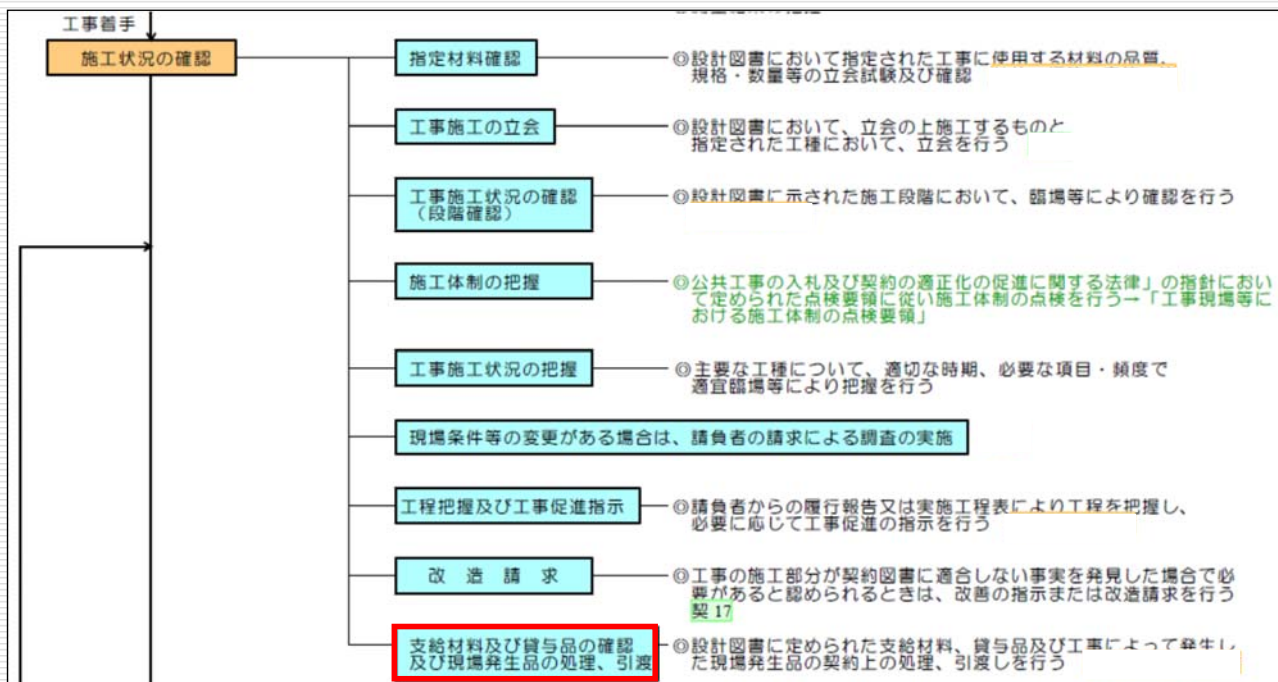 工事着手
施工状況の確認
指定材料確認
◎設計図書において指定された工事に使用する材料の品質、
規格・数量等の立会試験及び確認
工事施工の立会
◎設計図書において、立会の上施工するものと
指定された工種において、立会を行う
工事施工状況の確認
(段階確認)
◎設計図書に示された施工段階において、臨場等により確認を行う
施工体制の把握
◎公共工事の入札及び契約の適正化の促進に関する法律」の指針におい
て定められた点検要領に従い施工体制の点検を行う→「工事現場等に
おける施工体制の点検要領」
工事施工状況の把握
◎主要な工種について、適切な時期、必要な項目・頻度で
適宜臨場等により把握を行う
現場条件等の変更がある場合は、請負者の請求による調査の実施
工程把握及び工事促進指示
◎請負者からの履行報告又は実施工程表により工程を把握し、
必要に応じて工事促進の指示を行う
改 造 請 求
◎工事の施工部分が契約図書に適合しない事実を発見した場合で必
要があると認められるときは、改善の指示または改造請求を行う
契 17
支給材料及び貸与品の確認
及び現場発生品の処理、引渡
◎設計図書に定められた支給材料、貸与品及び工事によって発生し
た現場発生品の契約上の処理、引渡しを行う